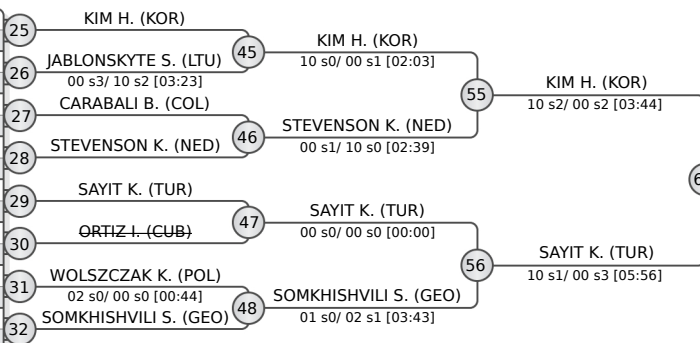 25
KIM H. (KOR)
26
JABLONSKYTE S. (LTU)
00 s3/ 10 s2 [03:23]
45
KIM H. (KOR)
10 s0/ 00 s1 [02:03]
27
CARABALI B. (COL)
28
STEVENSON K. (NED)
46
STEVENSON K. (NED)
00 s1/ 10 s0 [02:39]
55
KIM H. (KOR)
10 s2/ 00 s2 [03:44]
29
SAYIT K. (TUR)
30
ORTIZ I. (CUB)
47
SAYIT K. (TUR)
00 s0/ 00 s0 [00:00]
31
WOLSZCZAK K. (POL)
02 s0/ 00 s0 [00:44]
32
SOMKHISHVILI S. (GEO)
48
SOMKHISHVILI S. (GEO)
01 s0/ 02 s1 [03:43]
56
SAYIT K. (TUR)
10 s1/ 00 s3 [05:56]